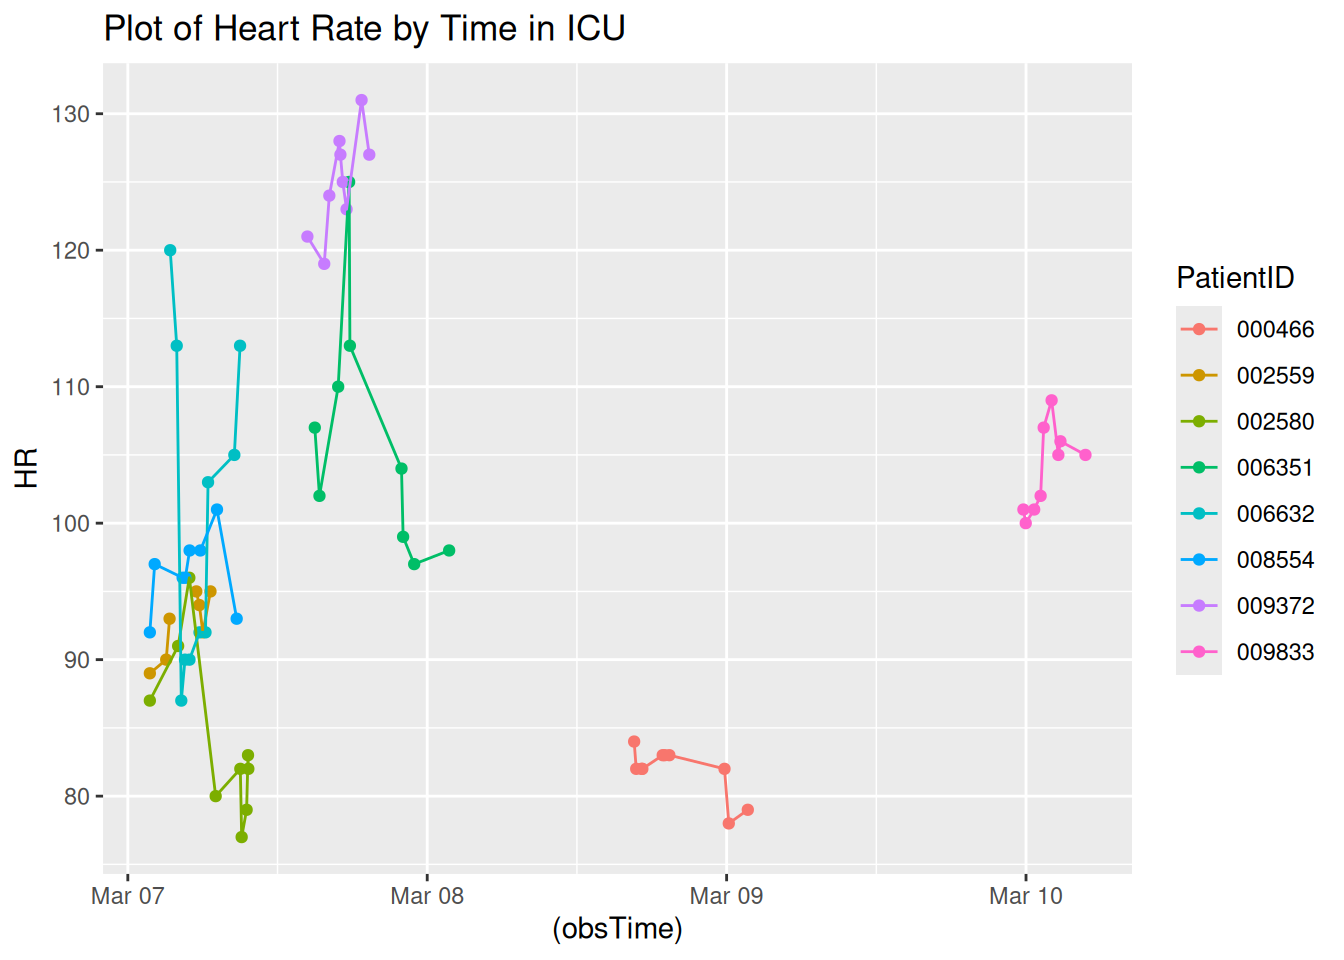 Plot of Heart Rate by Time in ICU
130
120
110
100
90
80
HR
Mar 07
Mar 08
Mar 09
Mar 10
(obsTime)
PatientID
000466
002559
002580
006351
006632
008554
009372
009833